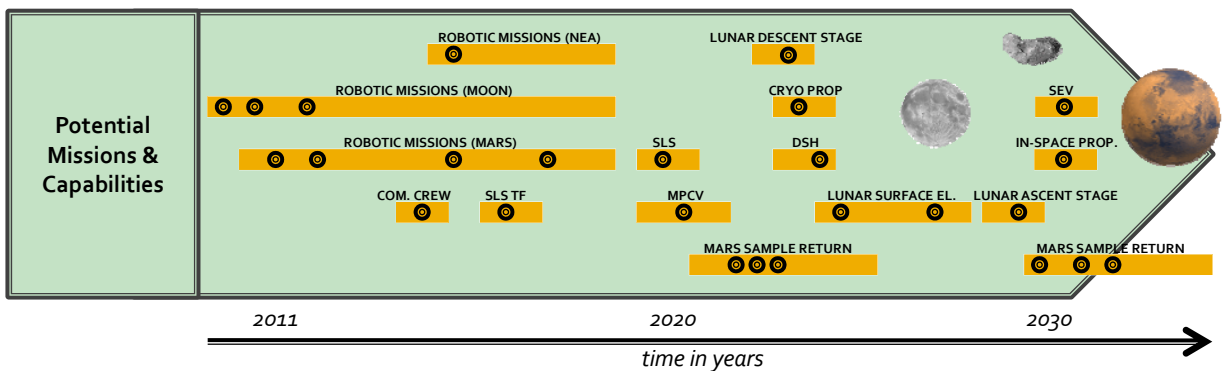 Potential
Missions &
Capabilities
ROBOTIC MISSIONS (NEA)
LUNAR DESCENT STAGE
ROBOTIC MISSIONS (MOON)
CRYO PROP
SEV
ROBOTIC MISSIONS (MARS)
SLS
DSH
IN-SPACE PROP.
COM. CREW
SLS TF
MPCV
LUNAR SURFACE EL.
LUNAR ASCENT STAGE
MARS SAMPLE RETURN
MARS SAMPLE RETURN
2011
2020
2030
time in years